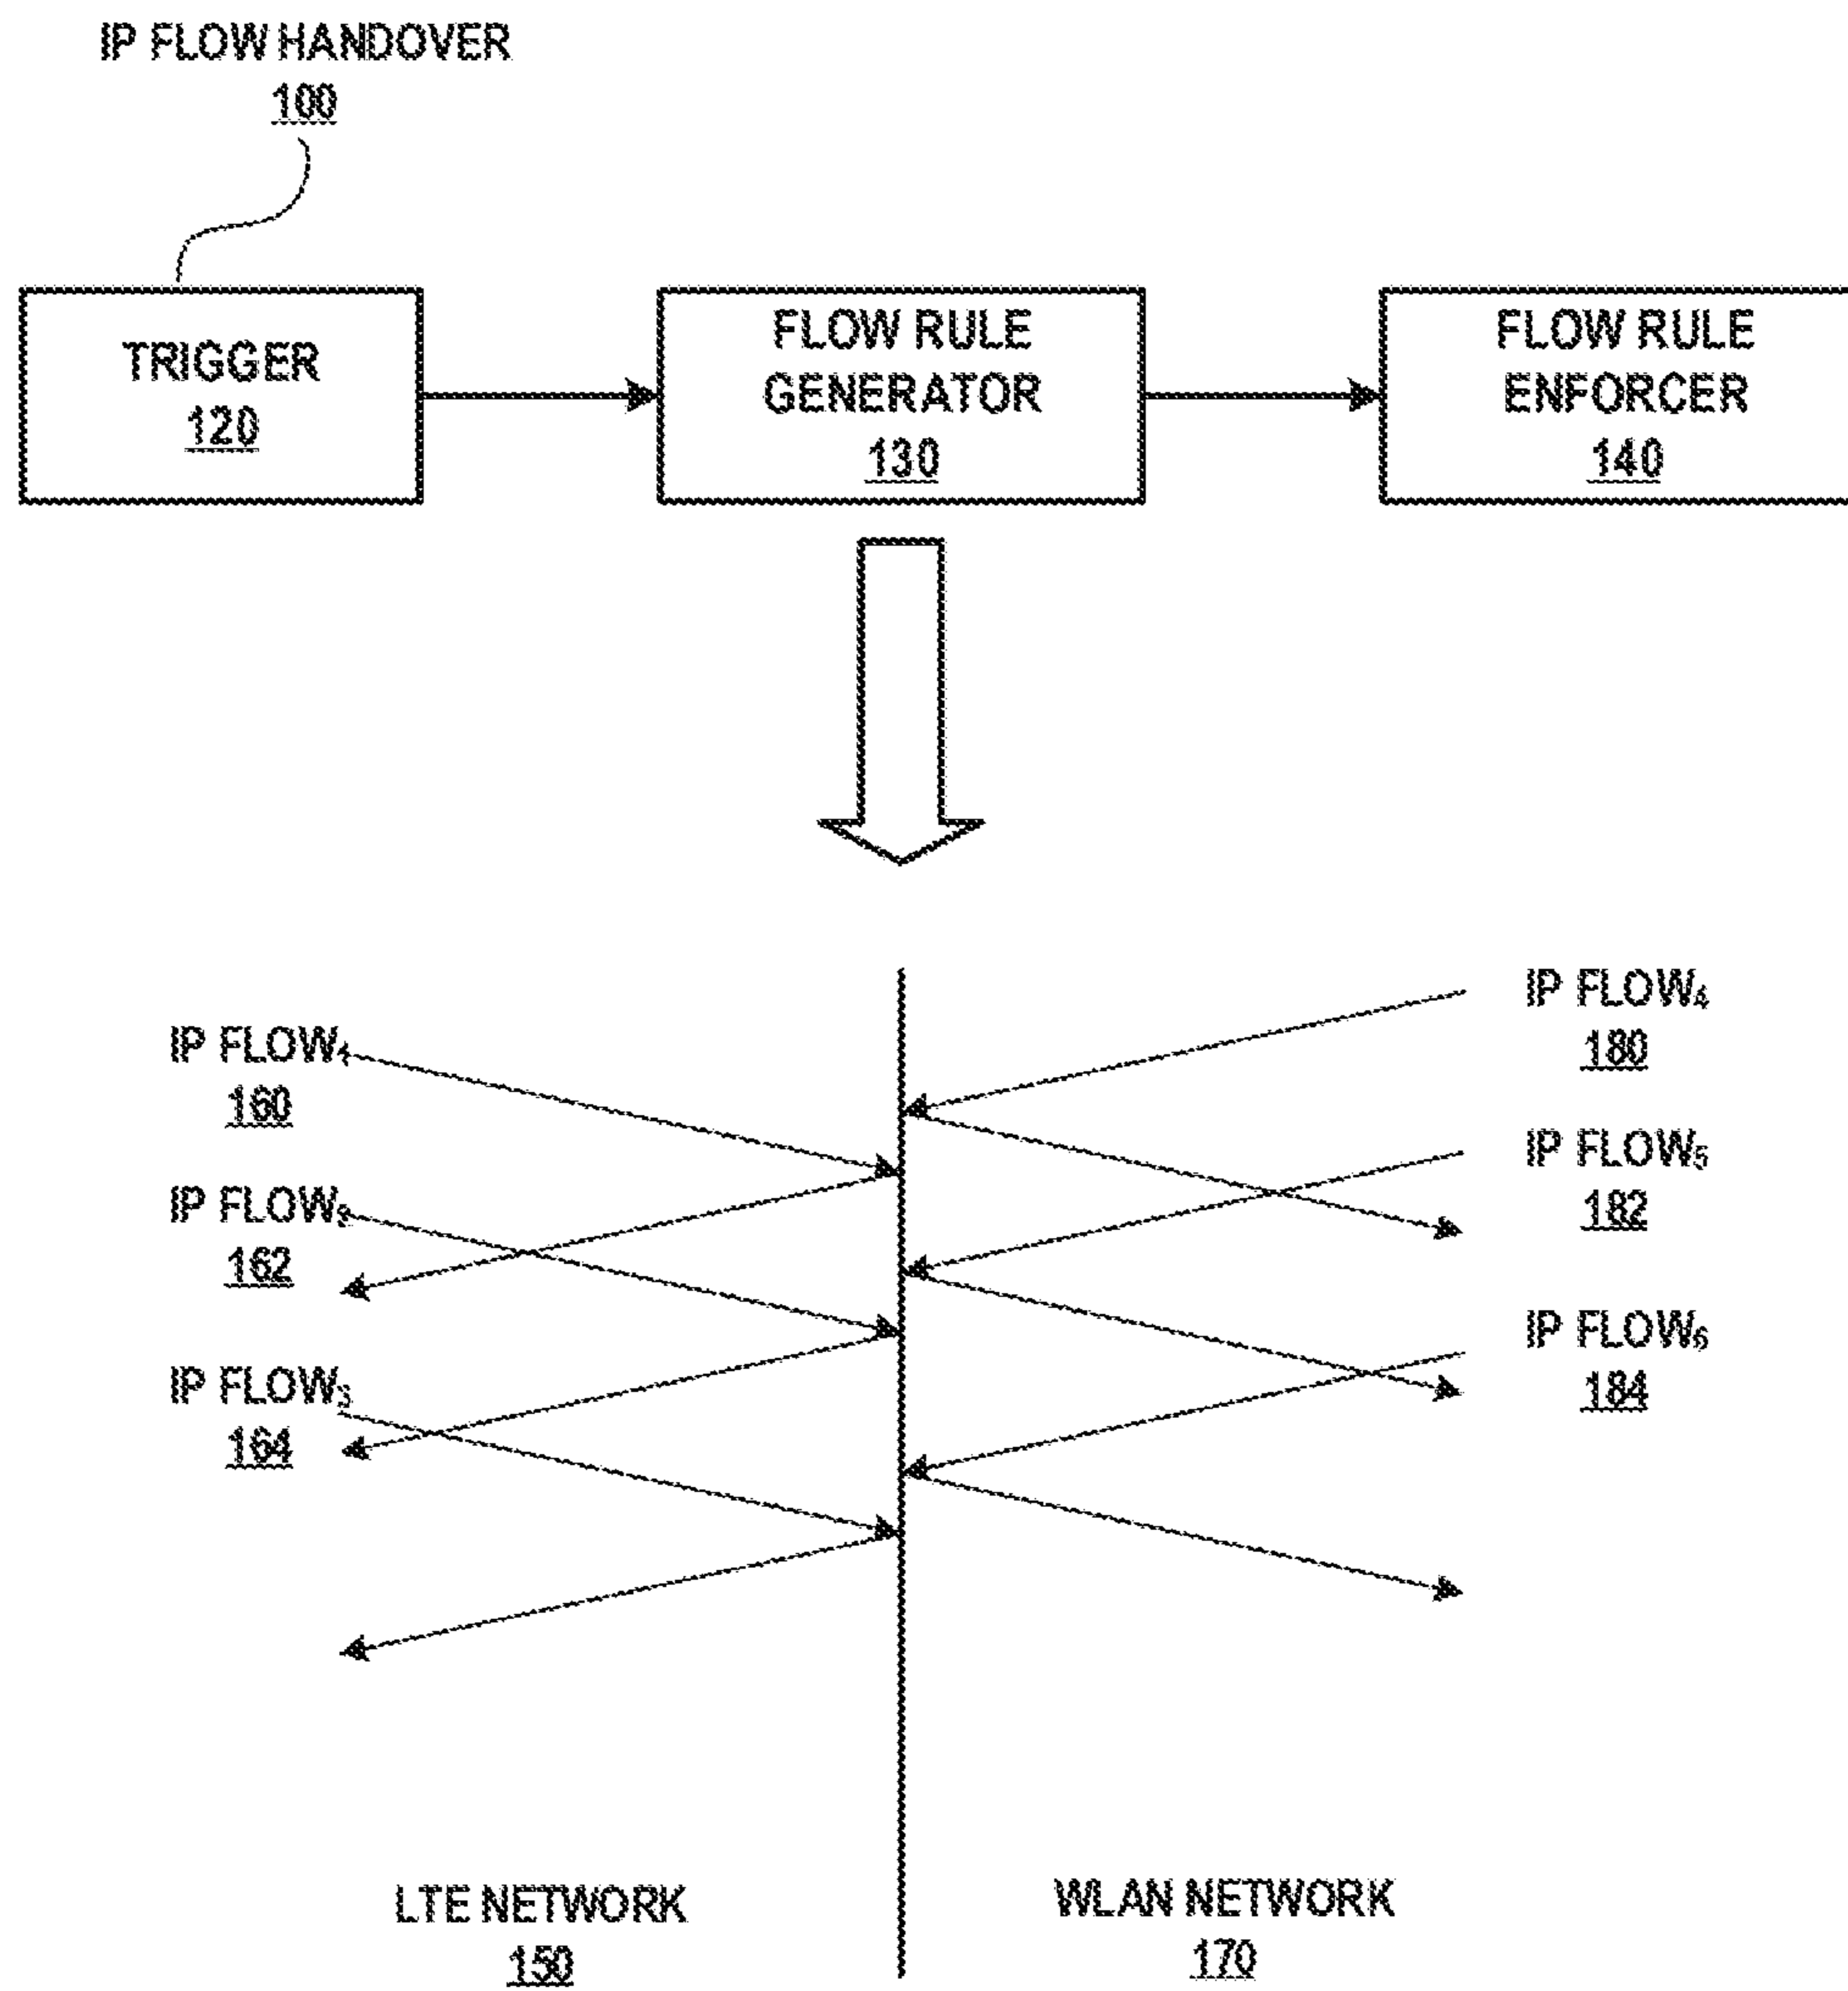 IP FLOW HANDOVER
100
TRIGGER
120
FLOW RULE
GENERATOR
130
FLOW RULE
ENFORCER
140
IP FLOW₁
160
IP FLOW₂
162
IP FLOW₃
164
IP FLOW₄
180
IP FLOW₅
182
IP FLOW₆
184
LTE NETWORK
150
WLAN NETWORK
170